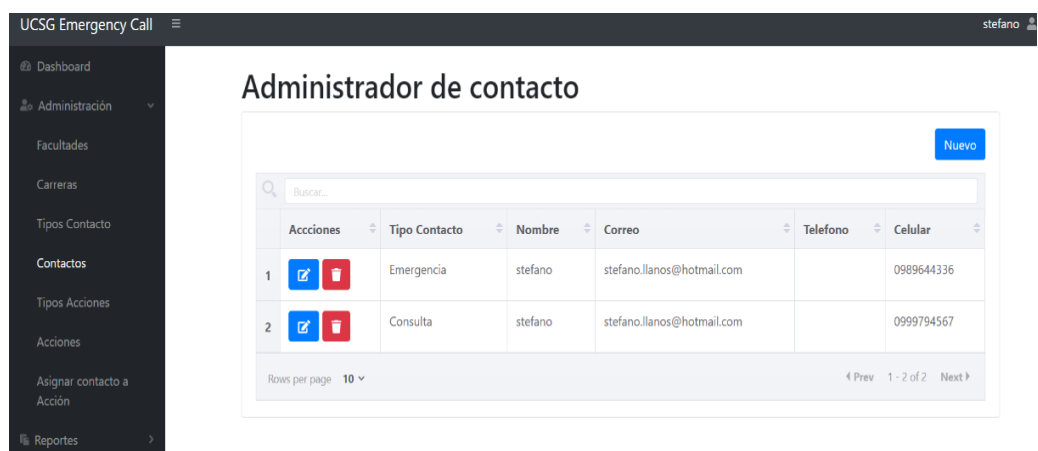 UCSG Emergency Call
stefano
Dashboard
Administración
Facultades
Carreras
Tipos Contacto
Contactos
Tipos Acciones
Acciones
Asignar contacto a
Acción
Reportes
Administrador de contacto
Nuevo
Buscar...
Accciones Tipo Contacto Nombre Correo Telefono Celular
1 Emergencia stefano stefano.llanos@hotmail.com 0989644336
2 Consulta stefano stefano.llanos@hotmail.com 0999794567
Rows per page 10 Prev 1 - 2 of 2 Next